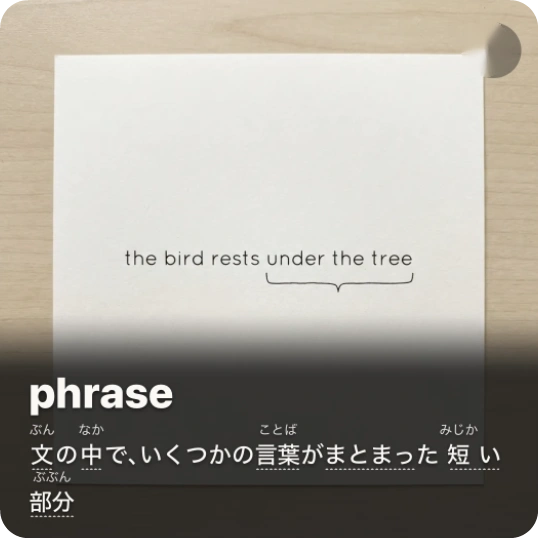 the bird rests under the tree
phrase
ぶん なか ことば みじか
文の中で、いくつかの言葉がまとまった 短 い
ぶぶん
部分